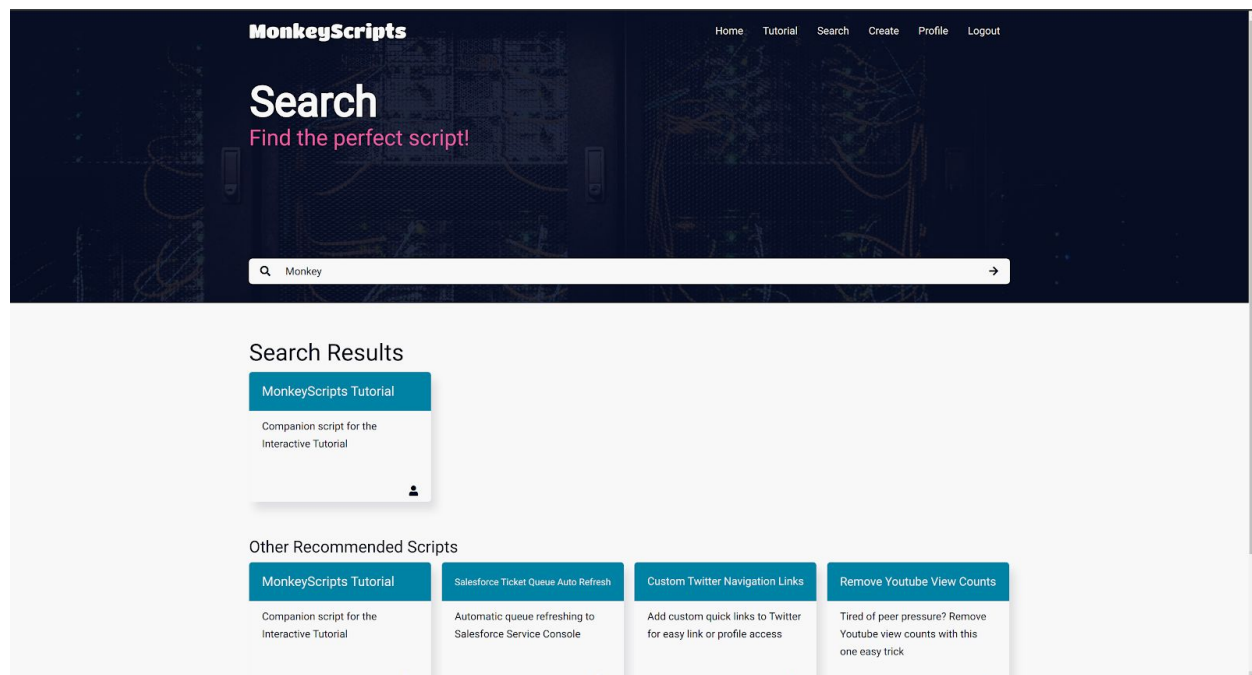 MonkeyScripts
Home Tutorial Search Create Profile Logout
Search
Find the perfect script!
Monkey
Search Results
MonkeyScripts Tutorial
Companion script for the
Interactive Tutorial
Other Recommended Scripts
MonkeyScripts Tutorial
Companion script for the
Interactive Tutorial
Salesforce Ticket Queue Auto Refresh
Automatic queue refreshing to
Salesforce Service Console
Custom Twitter Navigation Links
Add custom quick links to Twitter
for easy link or profile access
Remove Youtube View Counts
Tired of peer pressure? Remove
Youtube view counts with this
one easy trick